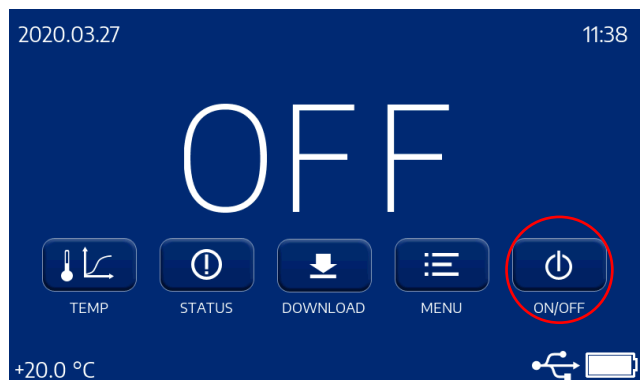 2020.03.27 11:38
OFF
TEMP STATUS DOWNLOAD MENU ON/OFF
+20.0 °C